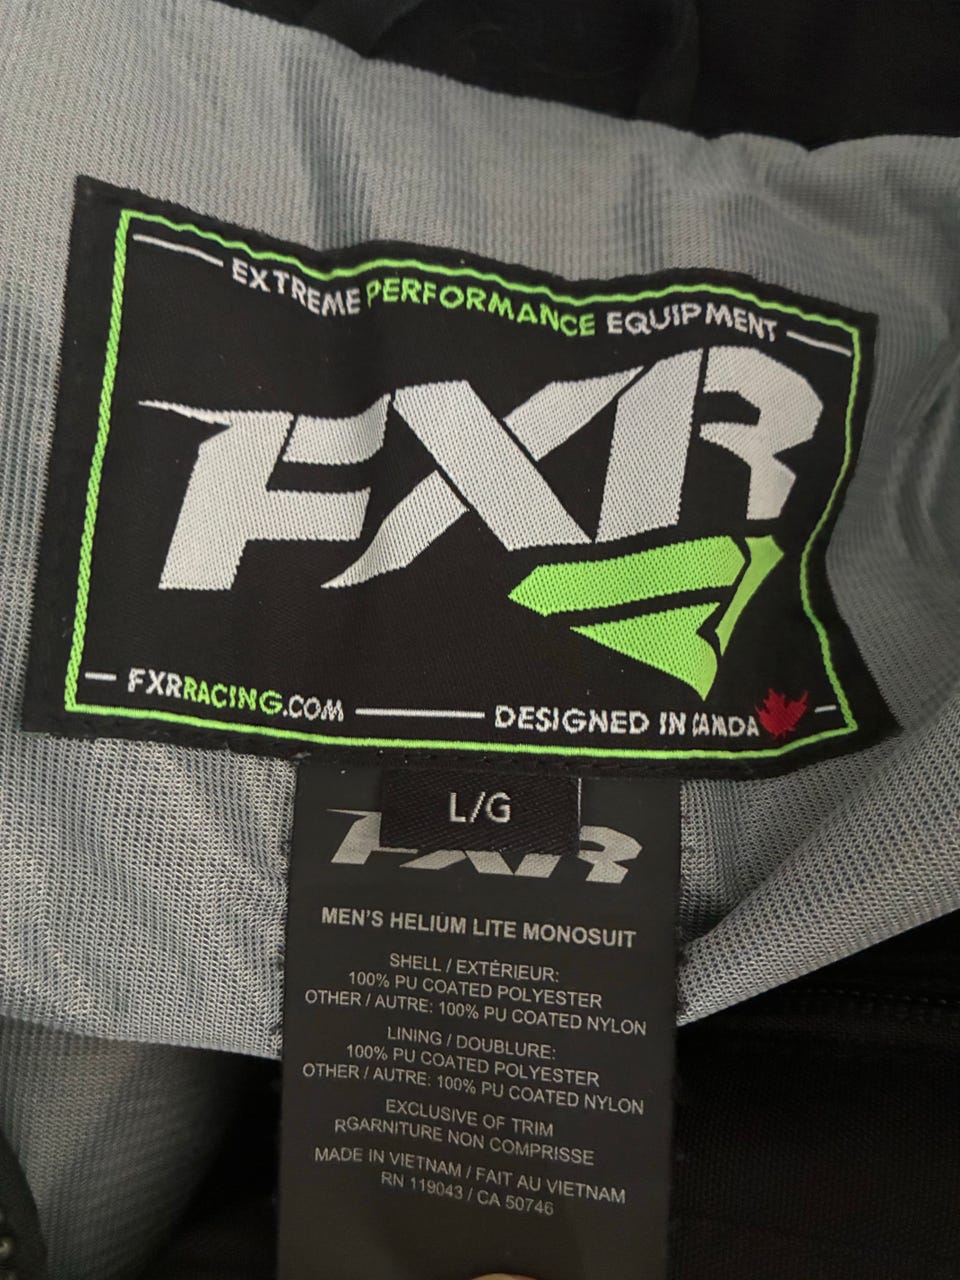 EXTREME PERFORMANCE EQUIPMENT
FXR
FXRRACING.COM
DESIGNED IN CANADA
L/G
FXR
MEN'S HELIUM LITE MONOSUIT
SHELL / EXTÉRIEUR:
100% PU COATED POLYESTER
OTHER / AUTRE: 100% PU COATED NYLON
LINING / DOUBLURE:
100% PU COATED POLYESTER
OTHER / AUTRE: 100% PU COATED NYLON
EXCLUSIVE OF TRIM
RGARNITURE NON COMPRISSE
MADE IN VIETNAM / FAIT AU VIETNAM
RN 119043 / CA 50746